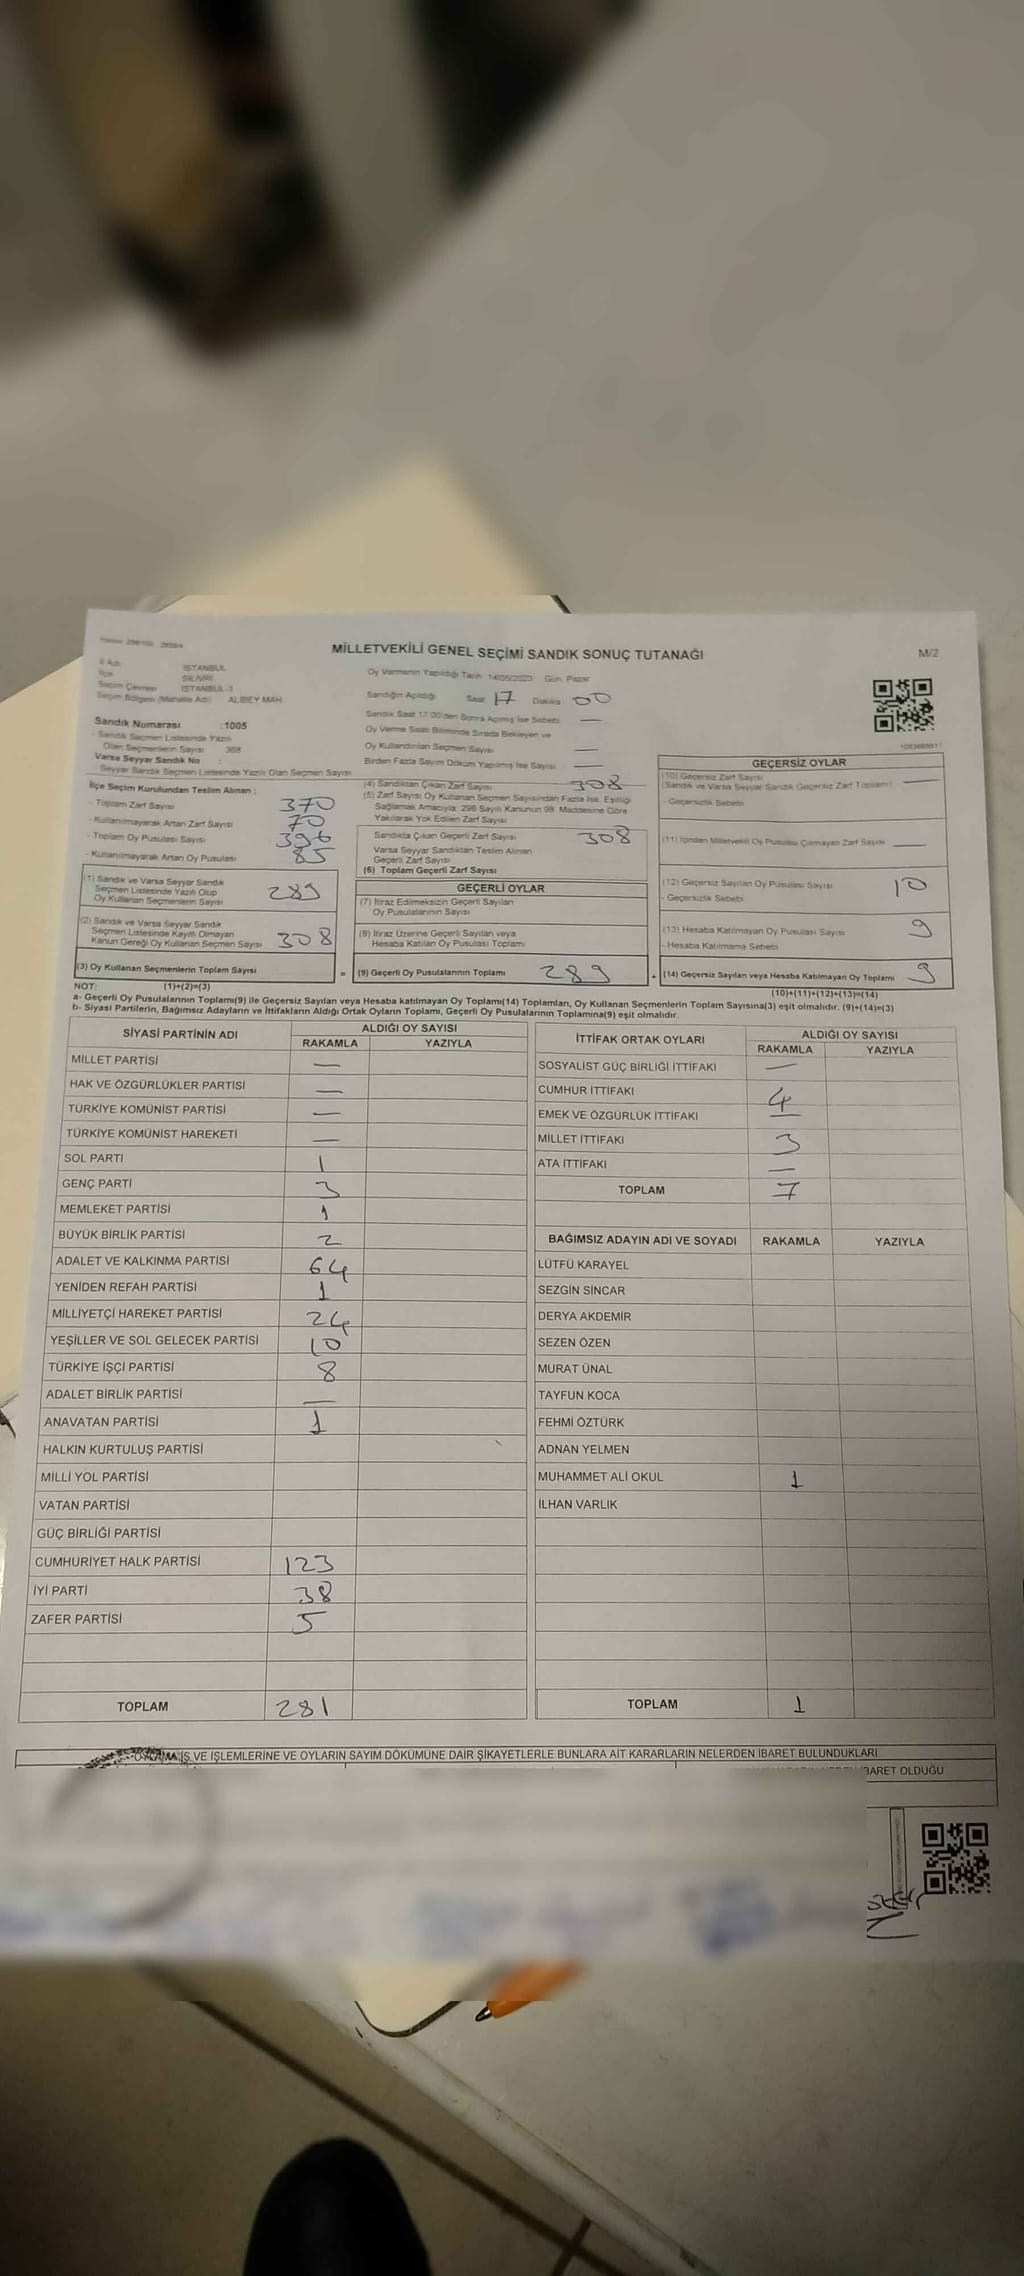 MİLLETVEKİLİ GENEL SEÇİMİ SANDIK SONUÇ TUTANAĞI
M/2
İl Adı İSTANBUL
İlçe SİLİVRİ
Seçim Çevresi İSTANBUL-3
Seçim Bölgesi (Mahalle Adı) ALİBEY MAH.
Sandık Numarası :1005
- Sandık Seçmen Listesinde Yazılı
Olan Seçmenlerin Sayısı 368
Varsa Seyyar Sandık No :
Seyyar Sandık Seçmen Listesinde Yazılı Olan Seçmen Sayısı
Oy Vermenin Yapıldığı Tarih: 14/05/2023 Gün: Pazar
Sandığın Açıldığı Saat 17 Dakika 00
Sandık Saat 17:00'den Sonra Açılmış İse Sebebi —
Oy Verme Saati Bitiminde Sırada Bekleyen ve
Oy Kullandırılan Seçmen Sayısı —
Birden Fazla Sayım Döküm Yapılmış İse Sayısı —
İlçe Seçim Kurulundan Teslim Alınan :
- Toplam Zarf Sayısı 370
- Kullanılmayarak Artan Zarf Sayısı 70
- Toplam Oy Pusulası Sayısı 396
- Kullanılmayarak Artan Oy Pusulası 85
(1) Sandık ve Varsa Seyyar Sandık
Seçmen Listesinde Yazılı Olup
Oy Kullanan Seçmenlerin Sayısı 289
(2) Sandık ve Varsa Seyyar Sandık
Seçmen Listesinde Kayıtlı Olmayan
Kanun Gereği Oy Kullanan Seçmen Sayısı 308
(3) Oy Kullanan Seçmenlerin Toplam Sayısı =
(4) Sandıktan Çıkan Zarf Sayısı 308
(5) Zarf Sayısı Oy Kullanan Seçmen Sayısından Fazla İse, Eşitliği
Sağlamak Amacıyla, 298 Sayılı Kanunun 98. Maddesine Göre
Yakılarak Yok Edilen Zarf Sayısı
Sandıkta Çıkan Geçerli Zarf Sayısı 308
Varsa Seyyar Sandıktan Teslim Alınan
Geçerli Zarf Sayısı
(6) Toplam Geçerli Zarf Sayısı
GEÇERLİ OYLAR
(7) İtiraz Edilmeksizin Geçerli Sayılan
Oy Pusulalarının Sayısı
(8) İtiraz Üzerine Geçerli Sayılan veya
Hesaba Katılan Oy Pusulası Toplamı
(9) Geçerli Oy Pusulalarının Toplamı 289 +
GEÇERSİZ OYLAR
(10) Geçersiz Zarf Sayısı —
(Sandık ve Varsa Seyyar Sandık Geçersiz Zarf Toplamı)
- Geçersizlik Sebebi
(11) İçinden Milletvekili Oy Pusulası Çıkmayan Zarf Sayısı —
(12) Geçersiz Sayılan Oy Pusulası Sayısı 10
- Geçersizlik Sebebi
(13) Hesaba Katılmayan Oy Pusulası Sayısı 9
- Hesaba Katılmama Sebebi
(14) Geçersiz Sayılan veya Hesaba Katılmayan Oy Toplamı 9
NOT: (1)+(2)=(3)
(10)+(11)+(12)+(13)=(14)
a- Geçerli Oy Pusulalarının Toplamı(9) ile Geçersiz Sayılan veya Hesaba katılmayan Oy Toplamı(14) Toplamları, Oy Kullanan Seçmenlerin Toplam Sayısına(3) eşit olmalıdır. (9)+(14)=(3)
b- Siyasi Partilerin, Bağımsız Adayların ve İttifakların Aldığı Ortak Oyların Toplamı, Geçerli Oy Pusulalarının Toplamına(9) eşit olmalıdır.
SİYASİ PARTİNİN ADI
ALDIĞI OY SAYISI
RAKAMLA YAZIYLA
MİLLET PARTİSİ —
HAK VE ÖZGÜRLÜKLER PARTİSİ —
TÜRKİYE KOMÜNİST PARTİSİ —
TÜRKİYE KOMÜNİST HAREKETİ —
SOL PARTİ 1
GENÇ PARTİ 3
MEMLEKET PARTİSİ 1
BÜYÜK BİRLİK PARTİSİ 2
ADALET VE KALKINMA PARTİSİ 64
YENİDEN REFAH PARTİSİ 1
MİLLİYETÇİ HAREKET PARTİSİ 24
YEŞİLLER VE SOL GELECEK PARTİSİ 10
TÜRKİYE İŞÇİ PARTİSİ 8
ADALET BİRLİK PARTİSİ —
ANAVATAN PARTİSİ 1
HALKIN KURTULUŞ PARTİSİ
MİLLİ YOL PARTİSİ
VATAN PARTİSİ
GÜÇ BİRLİĞİ PARTİSİ
CUMHURİYET HALK PARTİSİ 123
İYİ PARTİ 38
ZAFER PARTİSİ 5
TOPLAM 281
İTTİFAK ORTAK OYLARI
ALDIĞI OY SAYISI
RAKAMLA YAZIYLA
SOSYALİST GÜÇ BİRLİĞİ İTTİFAKI —
CUMHUR İTTİFAKI 4
EMEK VE ÖZGÜRLÜK İTTİFAKI —
MİLLET İTTİFAKI 3
ATA İTTİFAKI —
TOPLAM 7
BAĞIMSIZ ADAYIN ADI VE SOYADI RAKAMLA YAZIYLA
LÜTFÜ KARAYEL
SEZGİN SİNCAR
DERYA AKDEMİR
SEZEN ÖZEN
MURAT ÜNAL
TAYFUN KOCA
FEHMİ ÖZTÜRK
ADNAN YELMEN
MUHAMMET ALİ OKUL 1
İLHAN VARLIK
TOPLAM 1
İŞ VE İŞLEMLERİNE VE OYLARIN SAYIM DÖKÜMÜNE DAİR ŞİKAYETLERLE BUNLARA AİT KARARLARIN NELERDEN İBARET BULUNDUKLARI
OLDUĞU